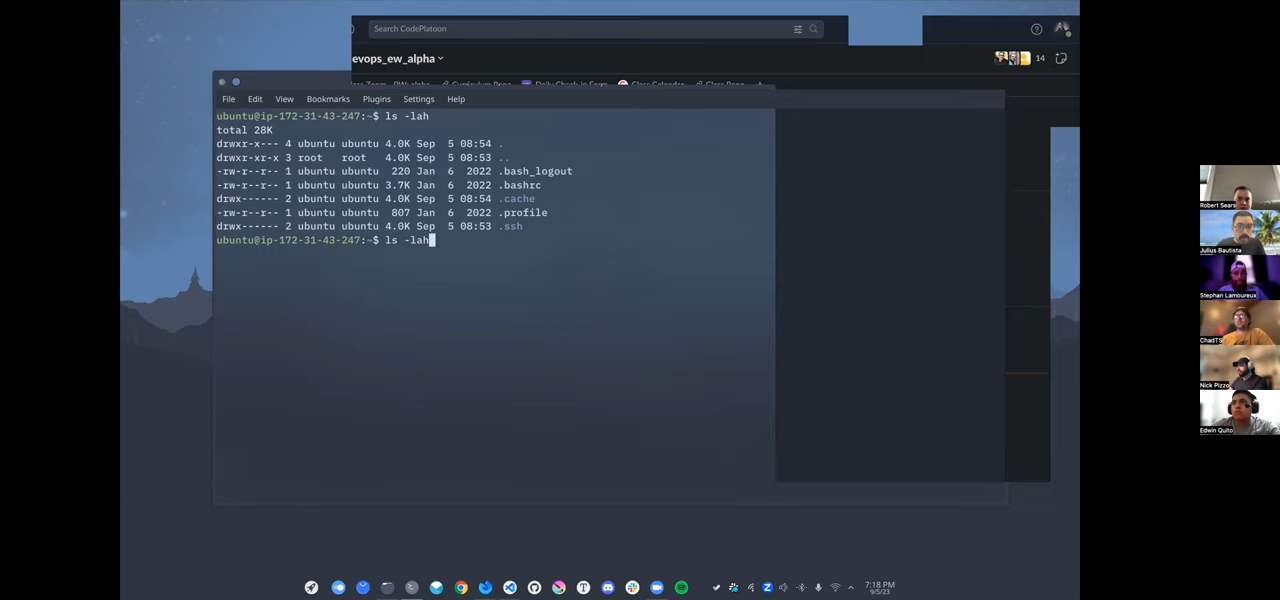 Search CodePlatoon
evops_ew_alpha
14
File Edit View Bookmarks Plugins Settings Help
ubuntu@ip-172-31-43-247:~$ ls -lah
total 28K
drwxr-x--- 4 ubuntu ubuntu 4.0K Sep  5 08:54 .
drwxr-xr-x 3 root   root   4.0K Sep  5 08:53 ..
-rw-r--r-- 1 ubuntu ubuntu  220 Jan  6  2022 .bash_logout
-rw-r--r-- 1 ubuntu ubuntu 3.7K Jan  6  2022 .bashrc
drwx------ 2 ubuntu ubuntu 4.0K Sep  5 08:54 .cache
-rw-r--r-- 1 ubuntu ubuntu  807 Jan  6  2022 .profile
drwx------ 2 ubuntu ubuntu 4.0K Sep  5 08:53 .ssh
ubuntu@ip-172-31-43-247:~$ ls -lah
Robert Sears
Julius Bautista
Stephan Lamoureux
ChadTS
Nick Pizzo
Edwin Quito
7:18 PM
9/5/23